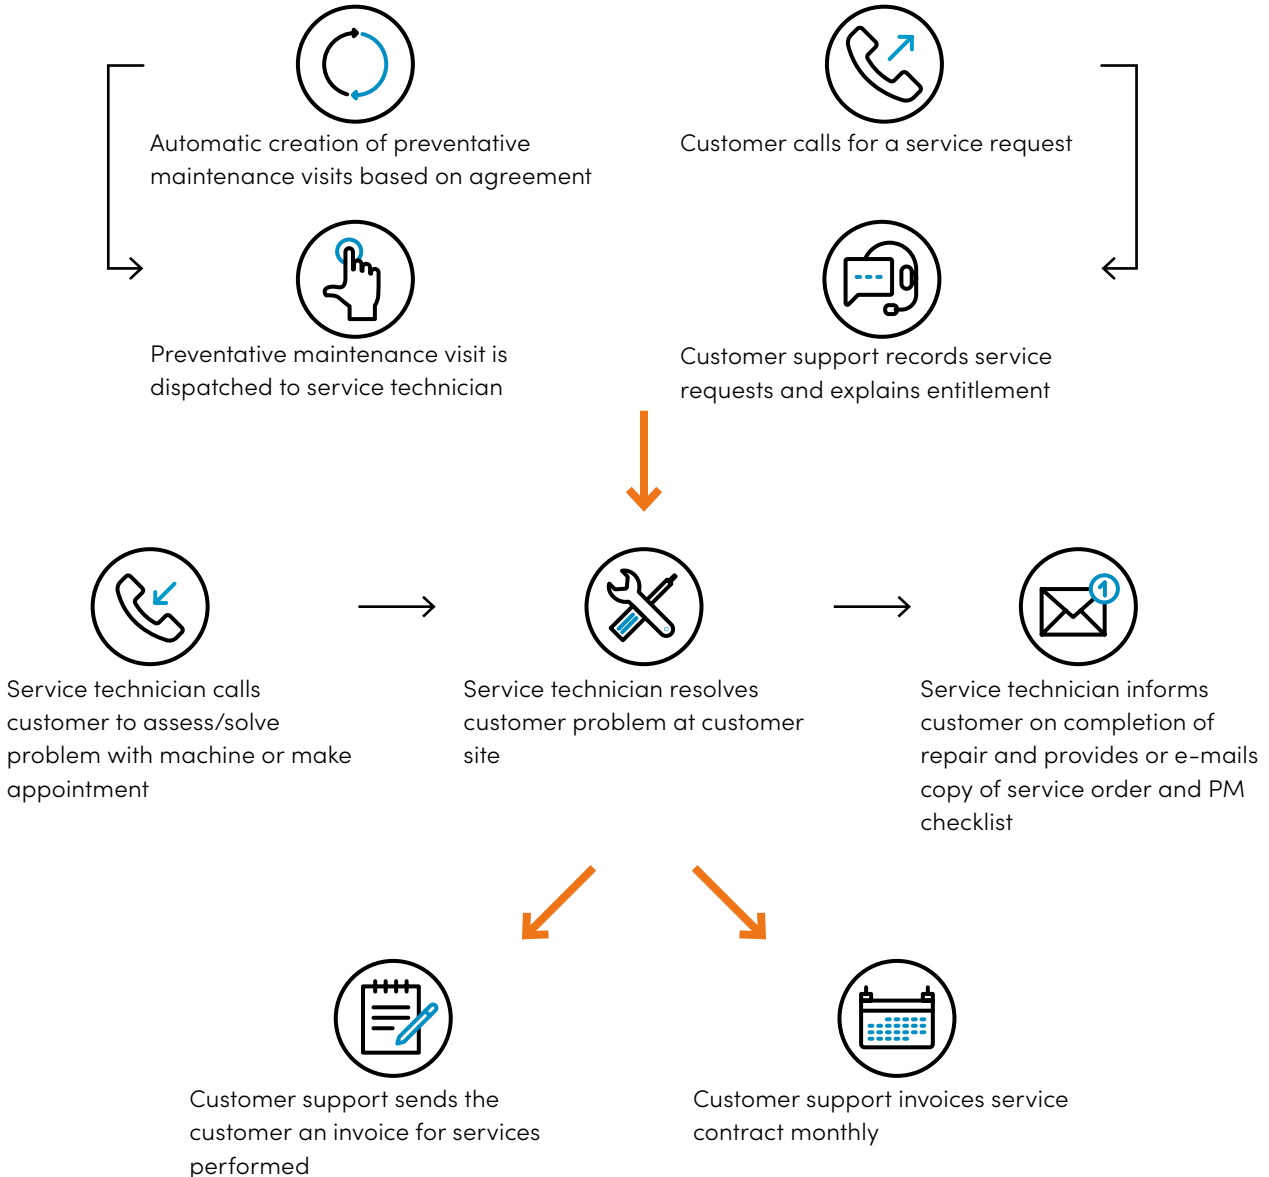 Automatic creation of preventative
maintenance visits based on agreement
Customer calls for a service request
Preventative maintenance visit is
dispatched to service technician
Customer support records service
requests and explains entitlement
Service technician calls
customer to assess/solve
problem with machine or make
appointment
Service technician resolves
customer problem at customer
site
1
Service technician informs
customer on completion of
repair and provides or e-mails
copy of service order and PM
checklist
Customer support sends the
customer an invoice for services
performed
Customer support invoices service
contract monthly